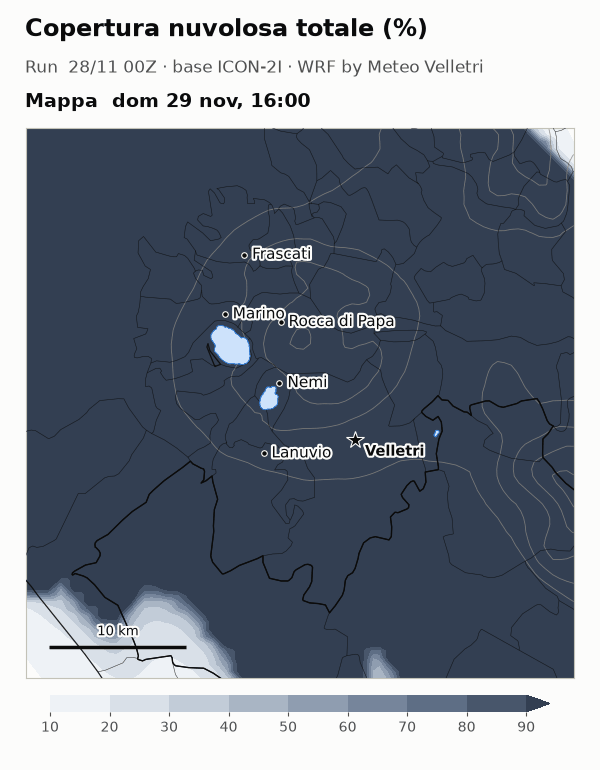 Copertura nuvolosa totale (%)
Run 28/11 00Z · base ICON-2I · WRF by Meteo Velletri
Mappa dom 29 nov, 16:00
Frascati
Marino
Rocca di Papa
Nemi
Velletri
Lanuvio
10 km
10 20 30 40 50 60 70 80 90